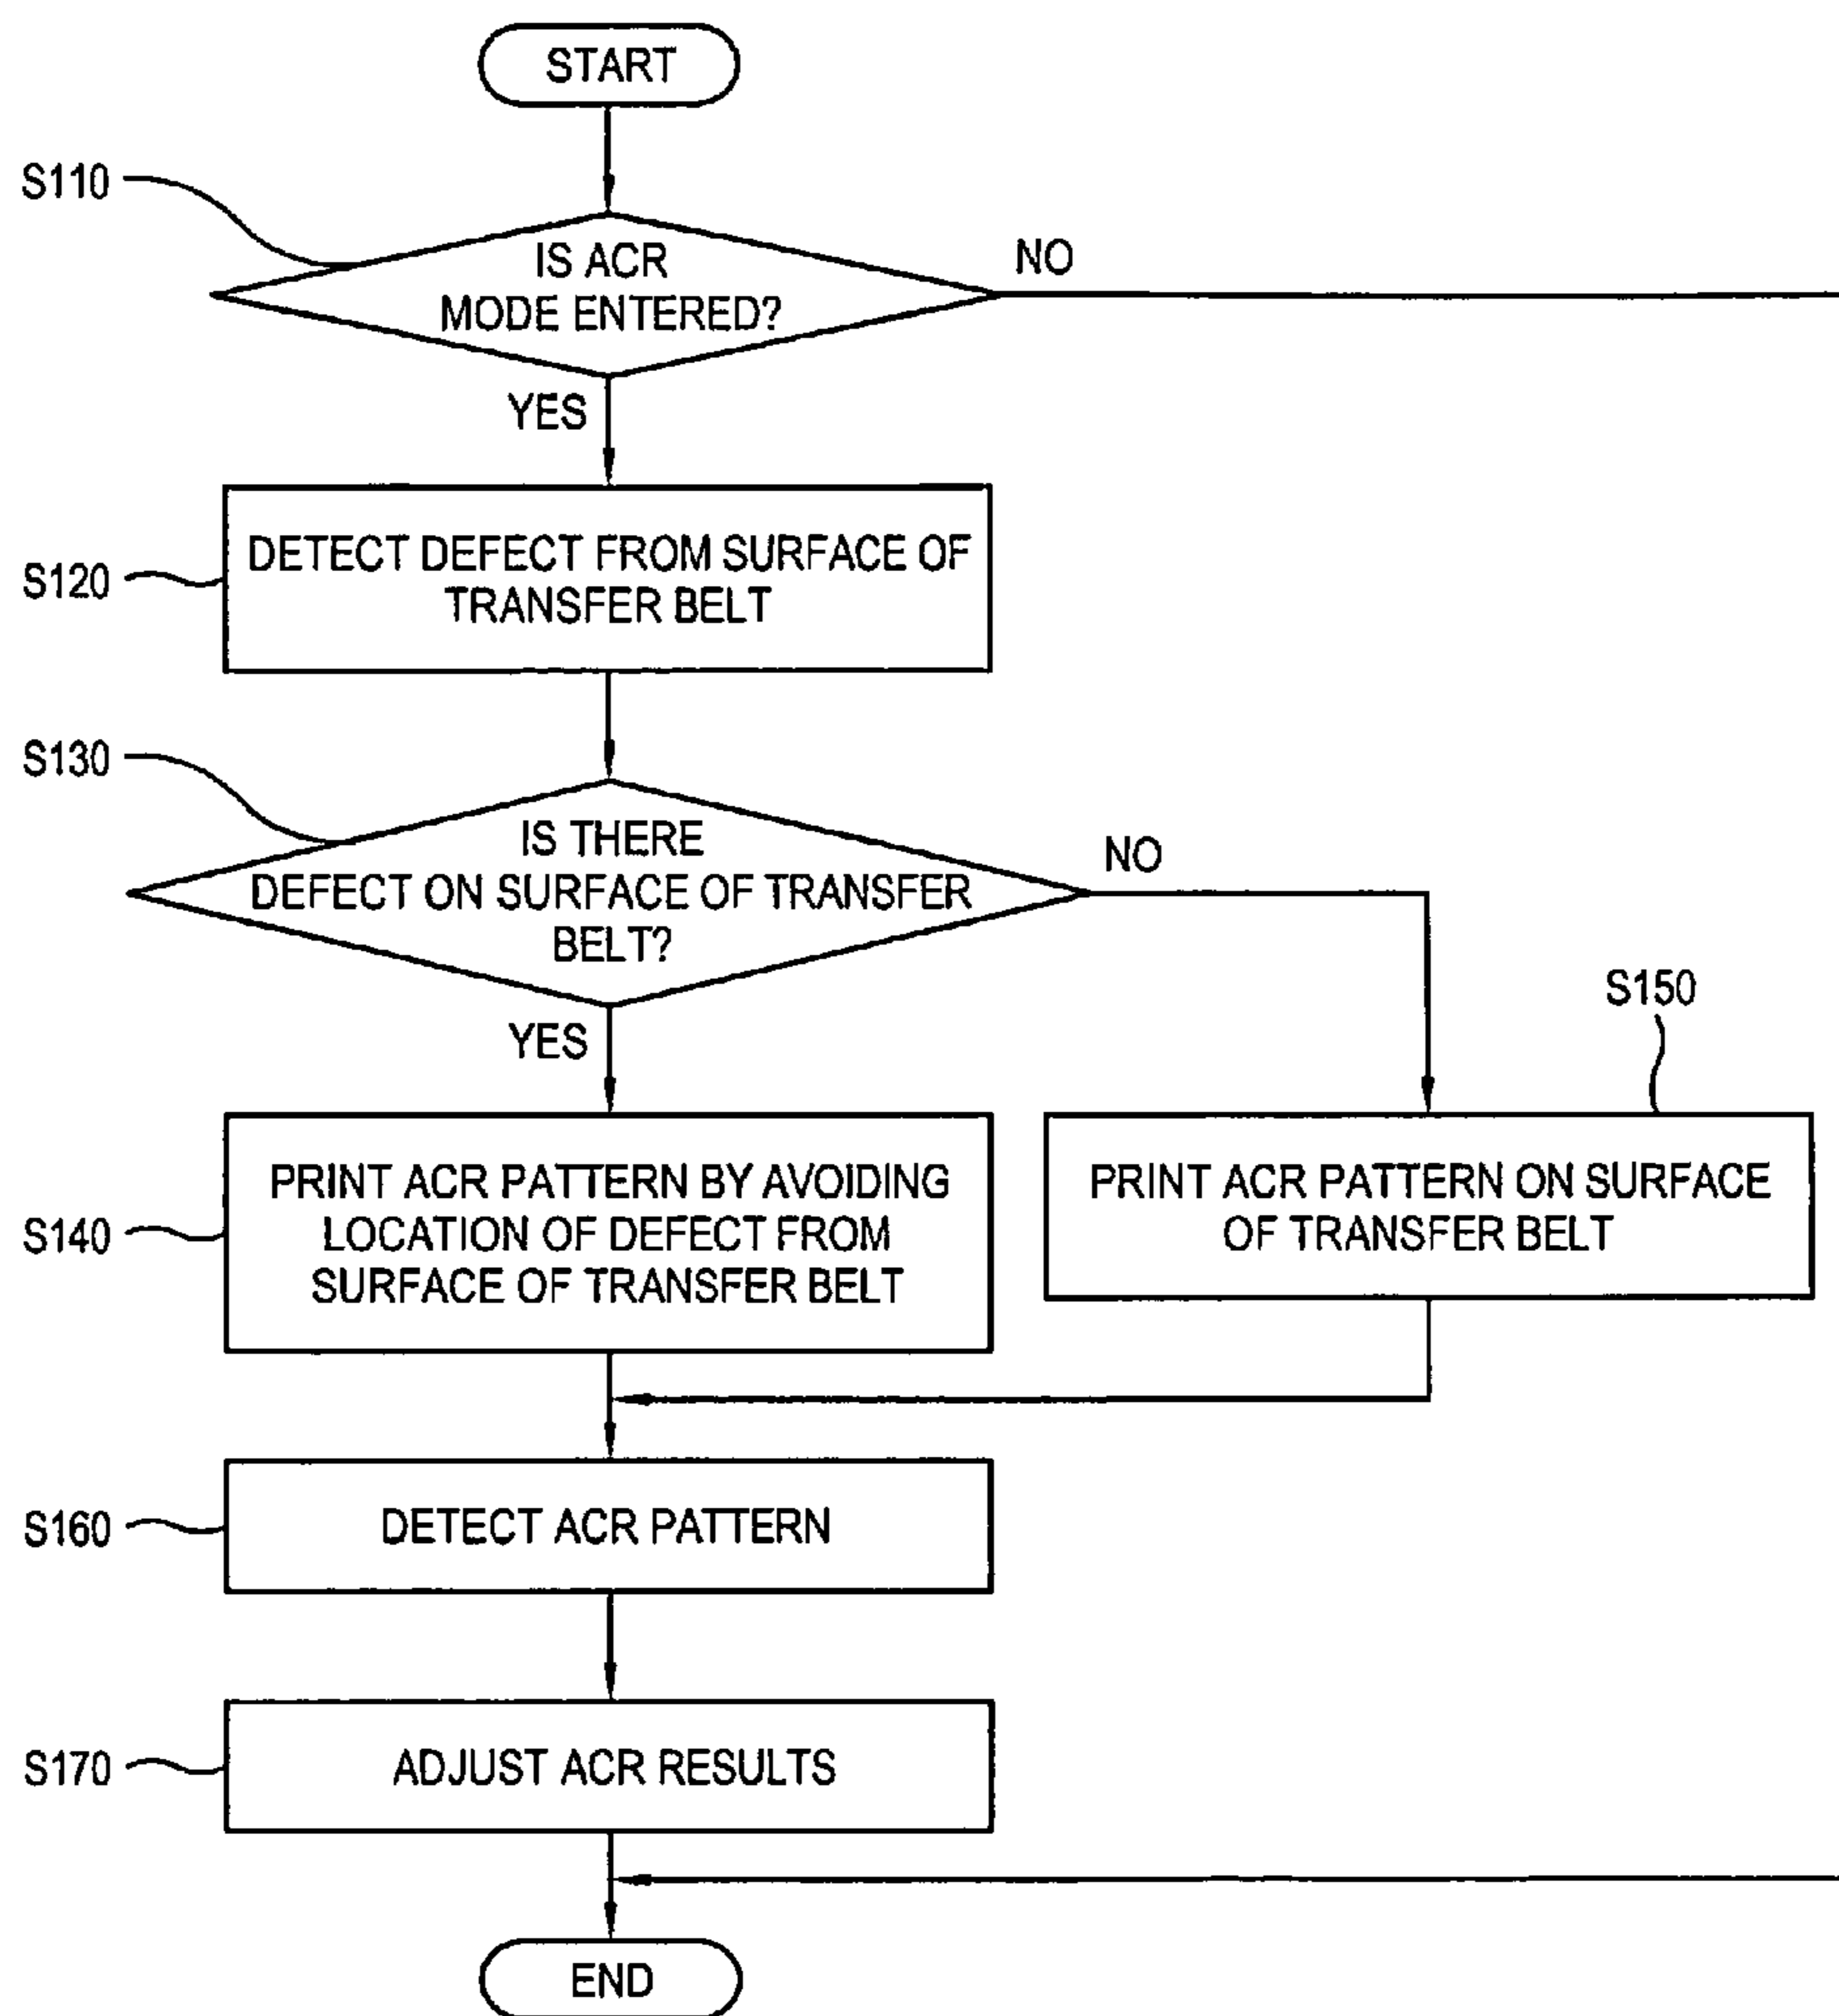 START
S110
IS ACR
MODE ENTERED?
NO
YES
S120
DETECT DEFECT FROM SURFACE OF
TRANSFER BELT
S130
IS THERE
DEFECT ON SURFACE OF TRANSFER
BELT?
NO
YES
S150
S140
PRINT ACR PATTERN BY AVOIDING
LOCATION OF DEFECT FROM
SURFACE OF TRANSFER BELT
PRINT ACR PATTERN ON SURFACE
OF TRANSFER BELT
S160
DETECT ACR PATTERN
S170
ADJUST ACR RESULTS
END